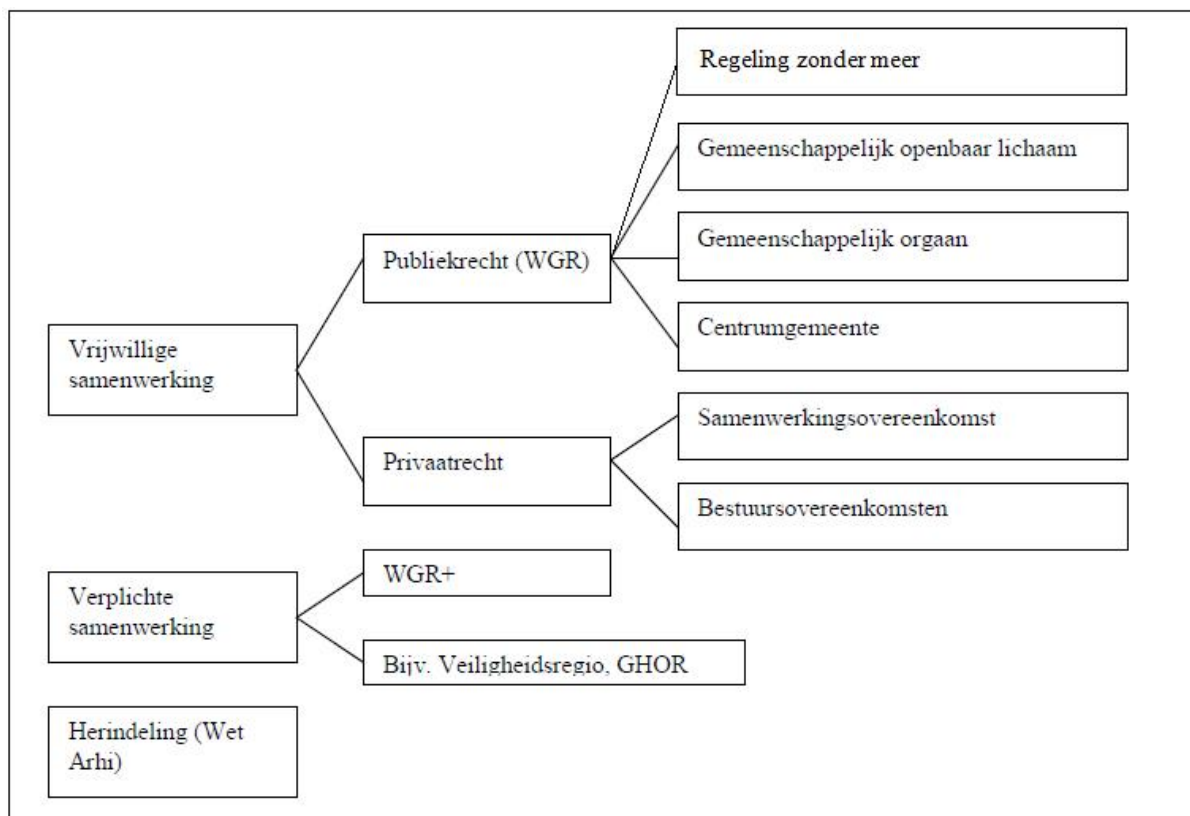 Regeling zonder meer
Gemeenschappelijk openbaar lichaam
Gemeenschappelijk orgaan
Publiekrecht (WGR)
Centrumgemeente
Vrijwillige
samenwerking
Samenwerkingsovereenkomst
Privaatrecht
Bestuursovereenkomsten
WGR+
Verplichte
samenwerking
Bijv. Veiligheidsregio, GHOR
Herindeling (Wet
Arhi)